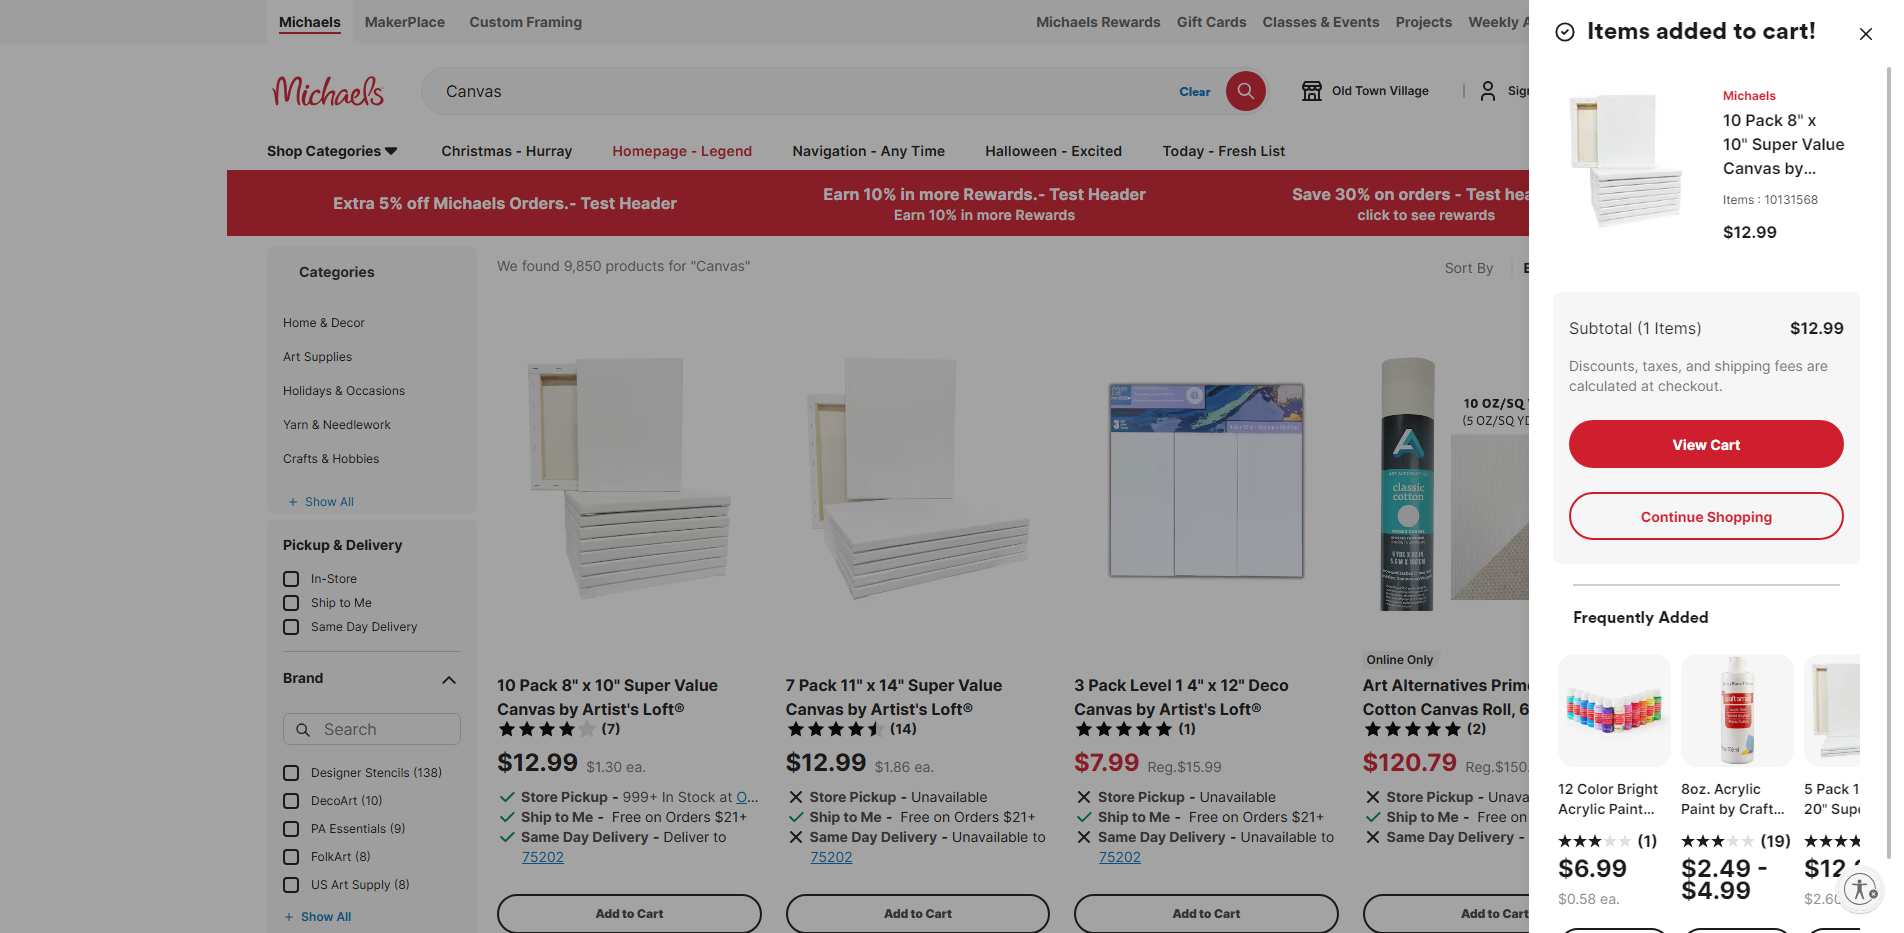 Michaels
MakerPlace
Custom Framing
Michaels Rewards
Gift Cards
Classes & Events
Projects
Weekly A
Michaels
Canvas
Clear
Old Town Village
Sign
Shop Categories
Christmas - Hurray
Homepage - Legend
Navigation - Any Time
Halloween - Excited
Today - Fresh List
Extra 5% off Michaels Orders.- Test Header
Earn 10% in more Rewards.- Test Header
Earn 10% in more Rewards
Save 30% on orders - Test hea
click to see rewards
Categories
Home & Decor
Art Supplies
Holidays & Occasions
Yarn & Needlework
Crafts & Hobbies
+ Show All
Pickup & Delivery
In-Store
Ship to Me
Same Day Delivery
Brand
Search
Designer Stencils (138)
DecoArt (10)
PA Essentials (9)
FolkArt (8)
US Art Supply (8)
+ Show All
We found 9,850 products for "Canvas"
Sort By
10 Pack 8" x 10" Super Value
Canvas by Artist's Loft®
(7)
$12.99 $1.30 ea.
Store Pickup - 999+ In Stock at O...
Ship to Me - Free on Orders $21+
Same Day Delivery - Deliver to
75202
Add to Cart
7 Pack 11" x 14" Super Value
Canvas by Artist's Loft®
(14)
$12.99 $1.86 ea.
Store Pickup - Unavailable
Ship to Me - Free on Orders $21+
Same Day Delivery - Unavailable to
75202
Add to Cart
3
3 Pack Level 1 4" x 12" Deco
Canvas by Artist's Loft®
(1)
$7.99 Reg.$15.99
Store Pickup - Unavailable
Ship to Me - Free on Orders $21+
Same Day Delivery - Unavailable to
75202
Add to Cart
ART ALTERNATIVES
classic
cotton
10 OZ/SQ Y
(5 OZ/SQ YD
Online Only
Art Alternatives Prime
Cotton Canvas Roll, 6
(2)
$120.79 Reg.$150.
Store Pickup - Unava
Ship to Me - Free on
Same Day Delivery -
Add to Cart
Items added to cart!
Michaels
10 Pack 8" x
10" Super Value
Canvas by...
Items : 10131568
$12.99
Subtotal (1 Items) $12.99
Discounts, taxes, and shipping fees are
calculated at checkout.
View Cart
Continue Shopping
Frequently Added
craft smart
12 Color Bright
Acrylic Paint...
(1)
$6.99
$0.58 ea.
8oz. Acrylic
Paint by Craft...
(19)
$2.49 -
$4.99
5 Pack 1
20" Supe
$12.
$2.60